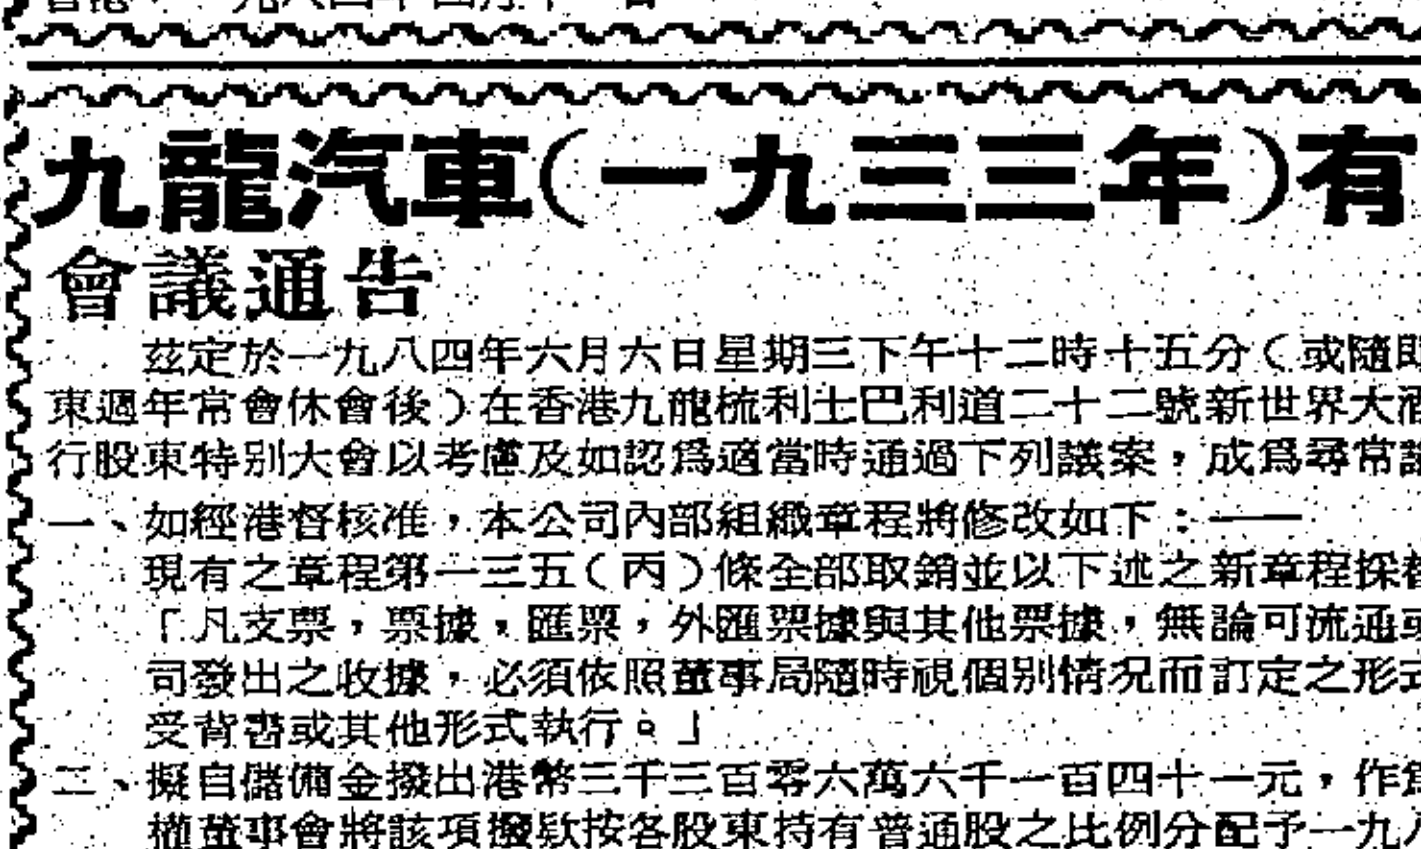 九龍汽車(一九三三年)有
會議通告
茲定於一九八四年六月六日星期三下午十二時十五分(或隨
東週年常會休會後)在香港九龍梳利士巴利道二十二號新世界大酒
行股東特別大會以考慮及如認爲適當時通過下列議案，成爲尋常議
一、如經港督核准，本公司內部組織章程將修改如下：——
現有之章程第一三五(丙)條全部取銷並以下述之新章程採
「凡支票，票據，匯票，外匯票據與其他票據，無論可流通或
司發出之收據，必須依照董事局隨時視個別情況而訂定之形式
受背書或其他形式執行。」
二、擬自儲備金撥出港幣三千三百零六萬六千一百四十一元，作爲
權董事會將該項撥欵按各股東持有普通股之比例分配予一九八